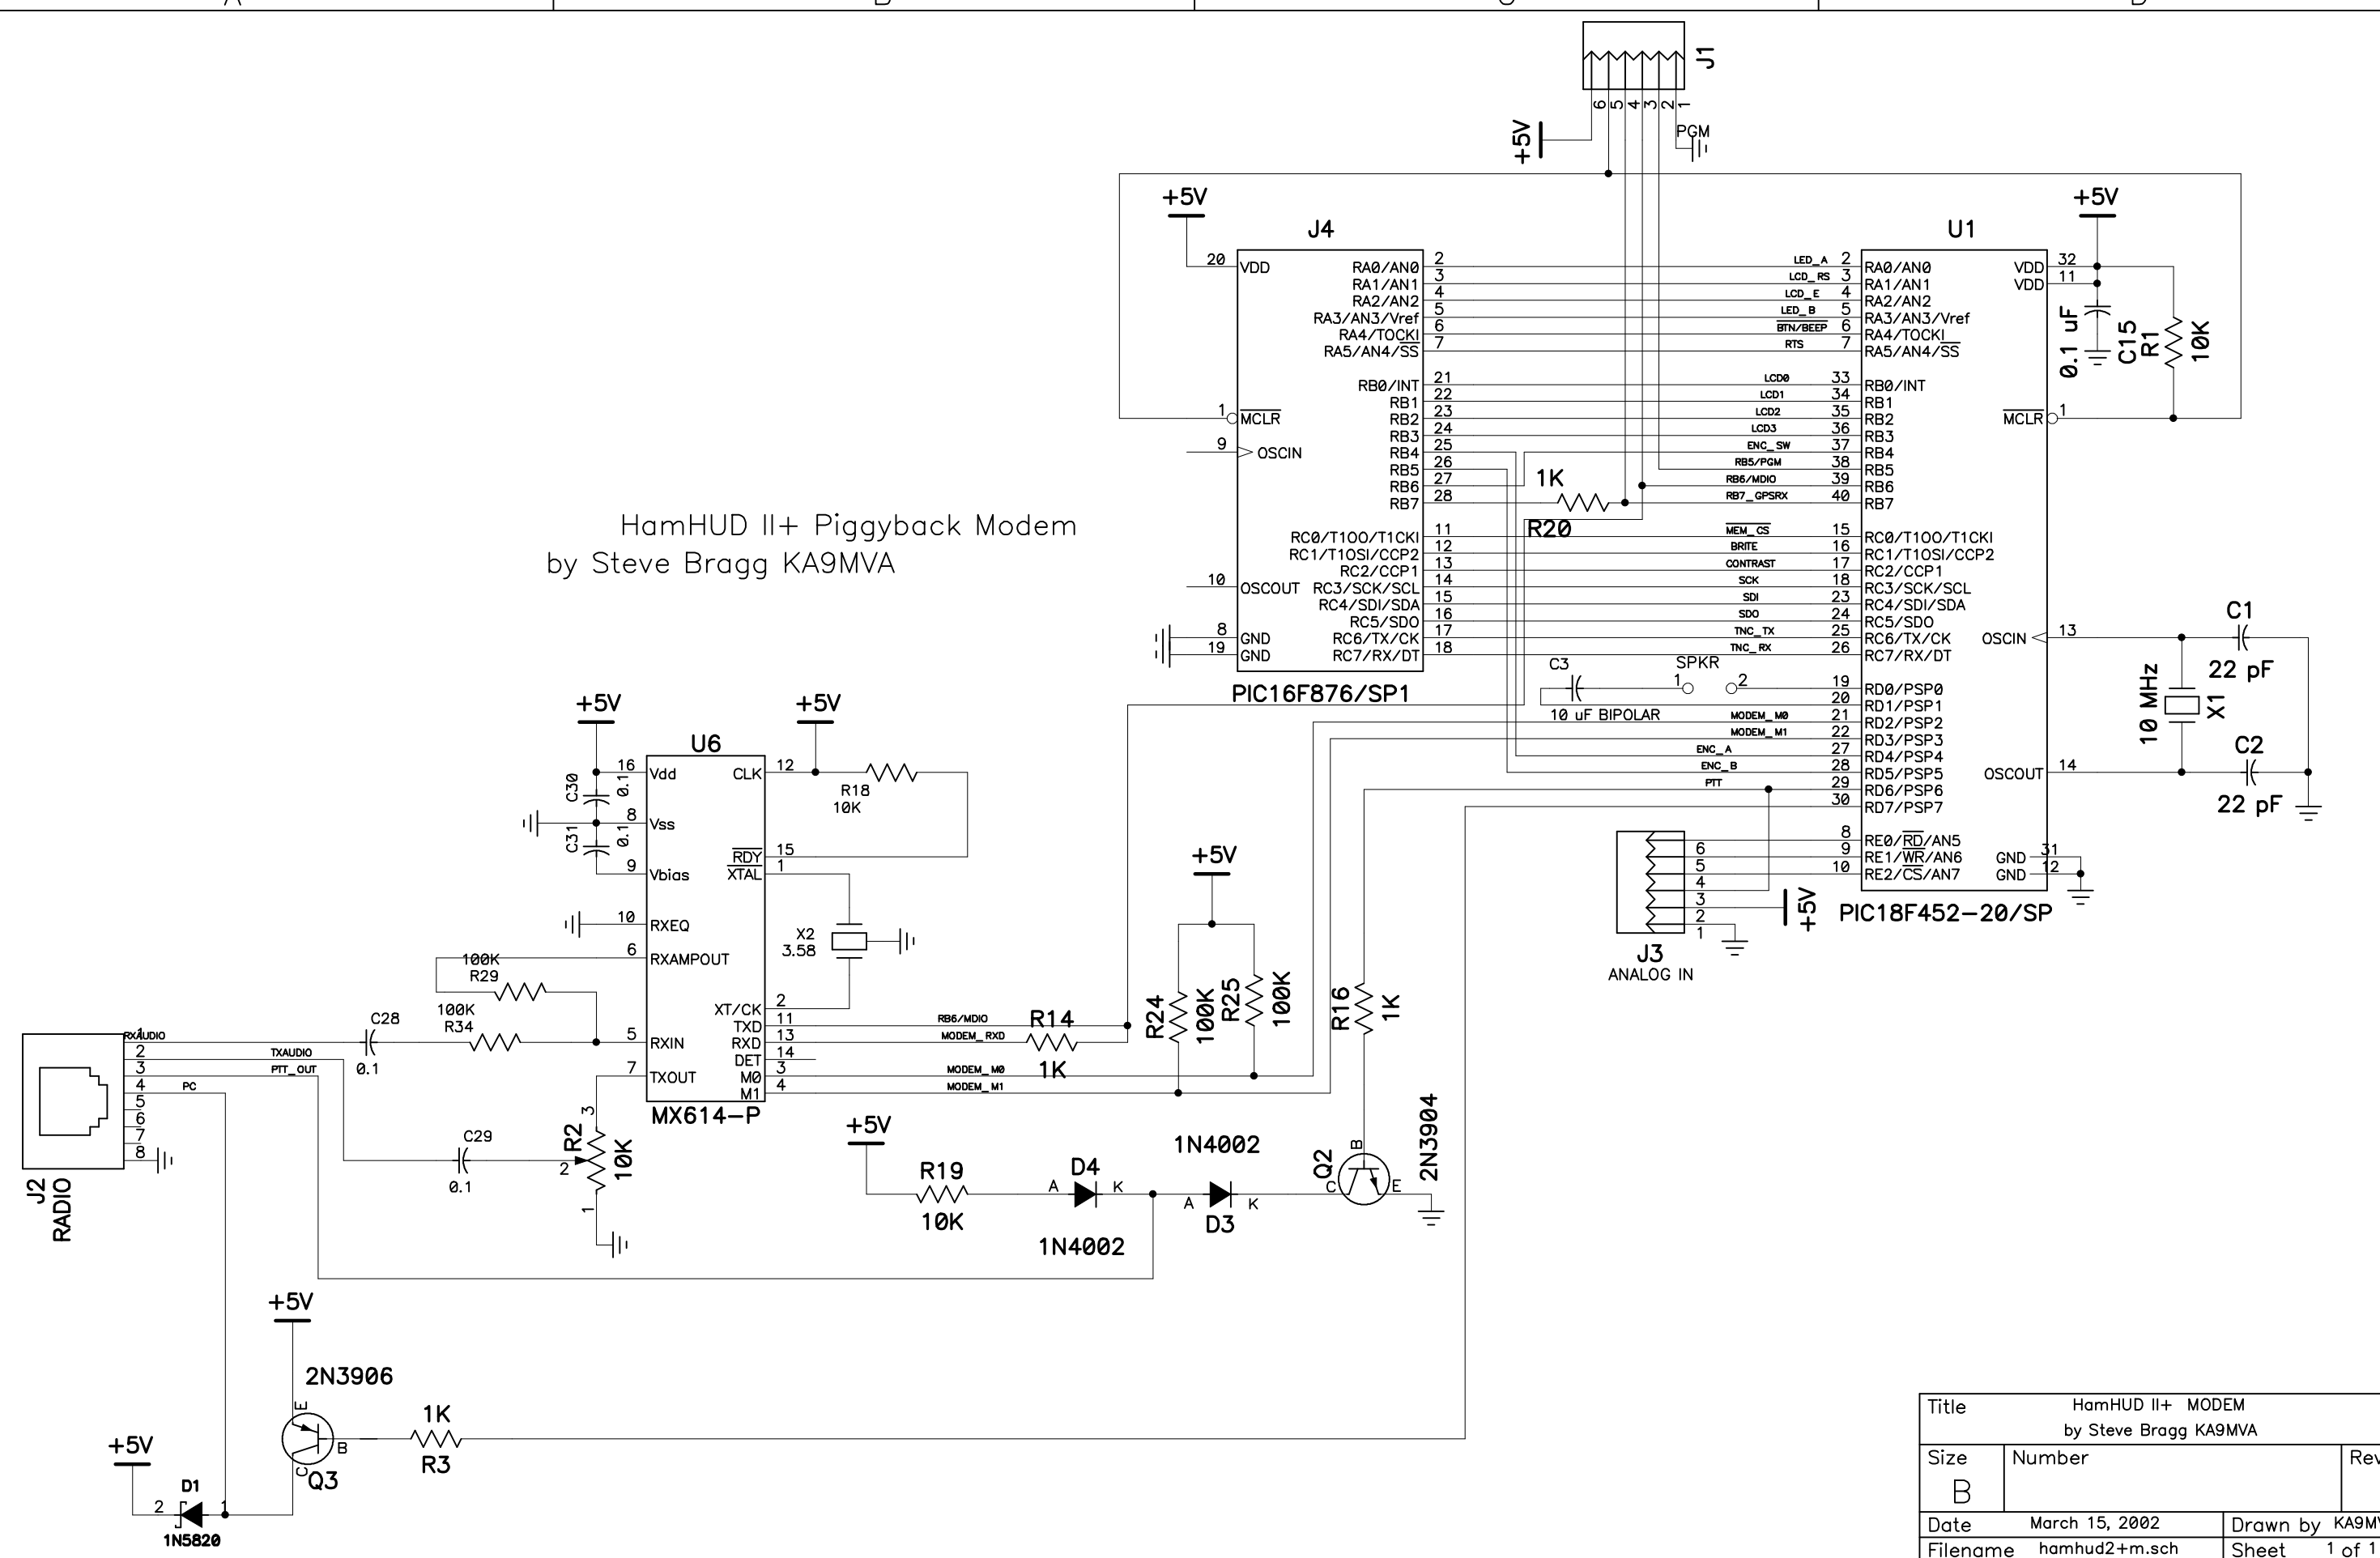 J1
6 5 4 3 2 1
+5V
PGM
+5V
+5V
J4
U1
20 VDD
RA0/AN0 2
RA1/AN1 3
RA2/AN2 4
RA3/AN3/Vref 5
RA4/TOCKI 6
RA5/AN4/SS 7
RB0/INT 21
RB1 22
RB2 23
RB3 24
RB4 25
RB5 26
RB6 27
RB7 28
1 MCLR
9 OSCIN
RC0/T1OO/T1CKI 11
RC1/T1OSI/CCP2 12
RC2/CCP1 13
10 OSCOUT RC3/SCK/SCL 14
RC4/SDI/SDA 15
RC5/SDO 16
8 GND RC6/TX/CK 17
19 GND RC7/RX/DT 18
PIC16F876/SP1
LED_A 2 RA0/AN0
LCD_RS 3 RA1/AN1
LCD_E 4 RA2/AN2
LED_B 5 RA3/AN3/Vref
BTN/BEEP 6 RA4/TOCKI
RTS 7 RA5/AN4/SS
LCD0 33 RB0/INT
LCD1 34 RB1
LCD2 35 RB2
LCD3 36 RB3
ENC_SW 37 RB4
RB5/PGM 38 RB5
RB6/MDIO 39 RB6
RB7_GPSRX 40 RB7
1K
R20
MEM_CS 15 RC0/T1OO/T1CKI
BRITE 16 RC1/T1OSI/CCP2
CONTRAST 17 RC2/CCP1
SCK 18 RC3/SCK/SCL
SDI 23 RC4/SDI/SDA
SDO 24 RC5/SDO
TNC_TX 25 RC6/TX/CK
TNC_RX 26 RC7/RX/DT
C3 SPKR
1 2
10 uF BIPOLAR
19 RD0/PSP0
20 RD1/PSP1
MODEM_M0 21 RD2/PSP2
MODEM_M1 22 RD3/PSP3
ENC_A 27 RD4/PSP4
ENC_B 28 RD5/PSP5
PTT 29 RD6/PSP6
30 RD7/PSP7
8 RE0/RD/AN5
9 RE1/WR/AN6
10 RE2/CS/AN7
VDD 32
VDD 11
MCLR 1
OSCIN 13
OSCOUT 14
GND 31
GND 12
PIC18F452-20/SP
0.1 uF
C15
R1
10K
C1
22 pF
10 MHz
X1
C2
22 pF
6
5
4
3
2
1
+5V
J3
ANALOG IN
HamHUD II+ Piggyback Modem
by Steve Bragg KA9MVA
+5V
+5V
U6
16 Vdd
8 Vss
9 Vbias
10 RXEQ
6 RXAMPOUT
5 RXIN
7 TXOUT
CLK 12
RDY 15
XTAL 1
XT/CK 2
TXD 11
RXD 13
DET 14
M0 3
M1 4
MX614-P
C30
0.1
C31
0.1
R18
10K
X2
3.58
100K
R29
100K
R34
C28
0.1
RB6/MDIO
MODEM_RXD
MODEM_M0
MODEM_M1
R14
1K
+5V
R24
100K
R25
100K
R16
1K
RXAUDIO 1
2 TXAUDIO
3 PTT_OUT
4 PC
5
6
7
8
J2
RADIO
C29
0.1
3
R2
2
10K
1
+5V
R19
10K
A D4 K
1N4002
1N4002
A D3 K
B
Q2
C E
2N3904
+5V
2N3906
E
B
C
Q3
1K
R3
+5V
2 D1 1
1N5820
Title HamHUD II+ MODEM
by Steve Bragg KA9MVA
Size Number Rev
B
Date March 15, 2002 Drawn by
Filename hamhud2+m.sch Sheet 1 of 1